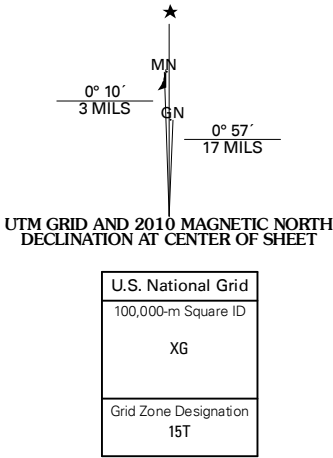 ★
MN
0° 10´
3 MILS
GN
0° 57´
17 MILS
UTM GRID AND 2010 MAGNETIC NORTH
DECLINATION AT CENTER OF SHEET
U.S. National Grid
100,000-m Square ID
XG
Grid Zone Designation
15T